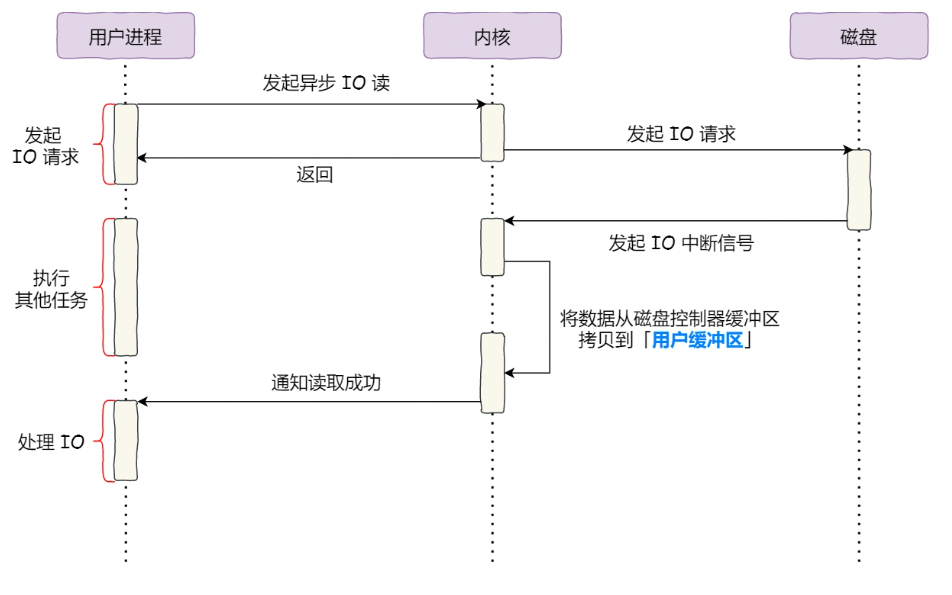 用户进程
内核
磁盘
发起异步 IO 读
发起
IO 请求
发起 IO 请求
返回
发起 IO 中断信号
执行
其他任务
将数据从磁盘控制器缓冲区
拷贝到「用户缓冲区」
通知读取成功
处理 IO